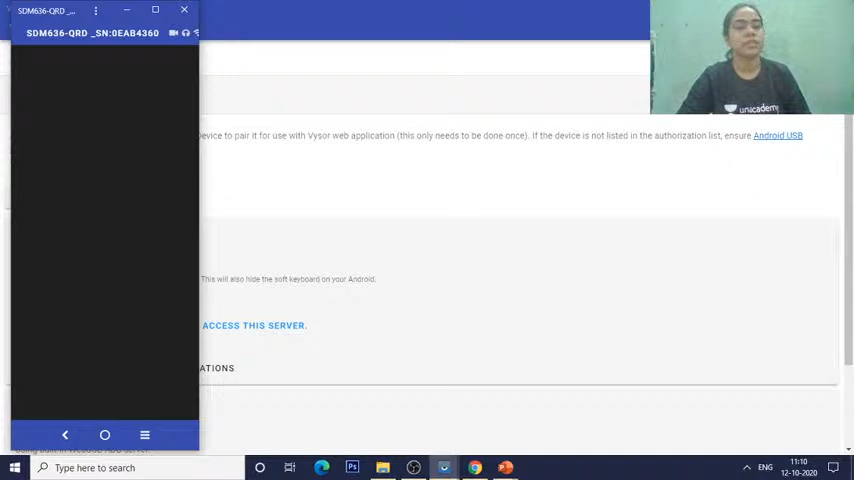 SDM636-QRD _...
SDM636-QRD _SN:0EAB4360
unacademy
Device to pair it for use with Vysor web application (this only needs to be done once). If the device is not listed in the authorization list, ensure Android USB
This will also hide the soft keyboard on your Android.
ACCESS THIS SERVER.
ATIONS
Type here to search
Ps
ENG
11:10
12-10-2020